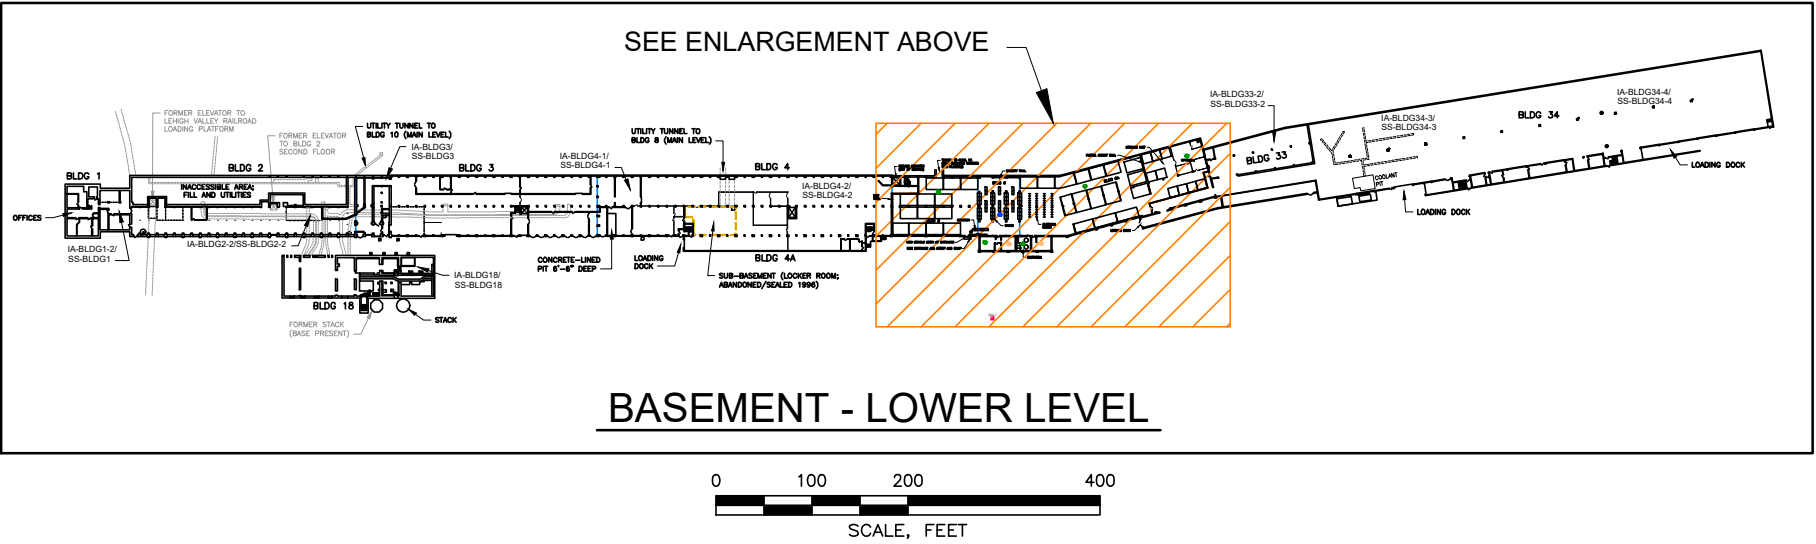 SEE ENLARGEMENT ABOVE
FORMER ELEVATOR TO
LEHIGH VALLEY RAILROAD
LOADING PLATFORM
FORMER ELEVATOR
TO BLDG 2
SECOND FLOOR
UTILITY TUNNEL TO
BLDG 10 (MAIN LEVEL)
IA-BLDG3/
SS-BLDG3
UTILITY TUNNEL TO
BLDG 8 (MAIN LEVEL)
IA-BLDG4-1/
SS-BLDG4-1
IA-BLDG4-2/
SS-BLDG4-2
IA-BLDG33-2/
SS-BLDG33-2
IA-BLDG34-4/
SS-BLDG34-4
IA-BLDG34-3/
SS-BLDG34-3
BLDG 34
BLDG 33
BLDG 1
BLDG 2
BLDG 3
BLDG 4
INACCESSIBLE AREA;
FILL AND UTILITIES
OFFICES
COOLANT
PIT
LOADING DOCK
LOADING DOCK
IA-BLDG1-2/
SS-BLDG1
IA-BLDG2-2/SS-BLDG2-2
CONCRETE-LINED
PIT 6'-8" DEEP
LOADING
DOCK
BLDG 4A
SUB-BASEMENT (LOCKER ROOM;
ABANDONED/SEALED 1996)
IA-BLDG18/
SS-BLDG18
BLDG 18
STACK
FORMER STACK
(BASE PRESENT)
BASEMENT - LOWER LEVEL
0 100 200 400
SCALE, FEET